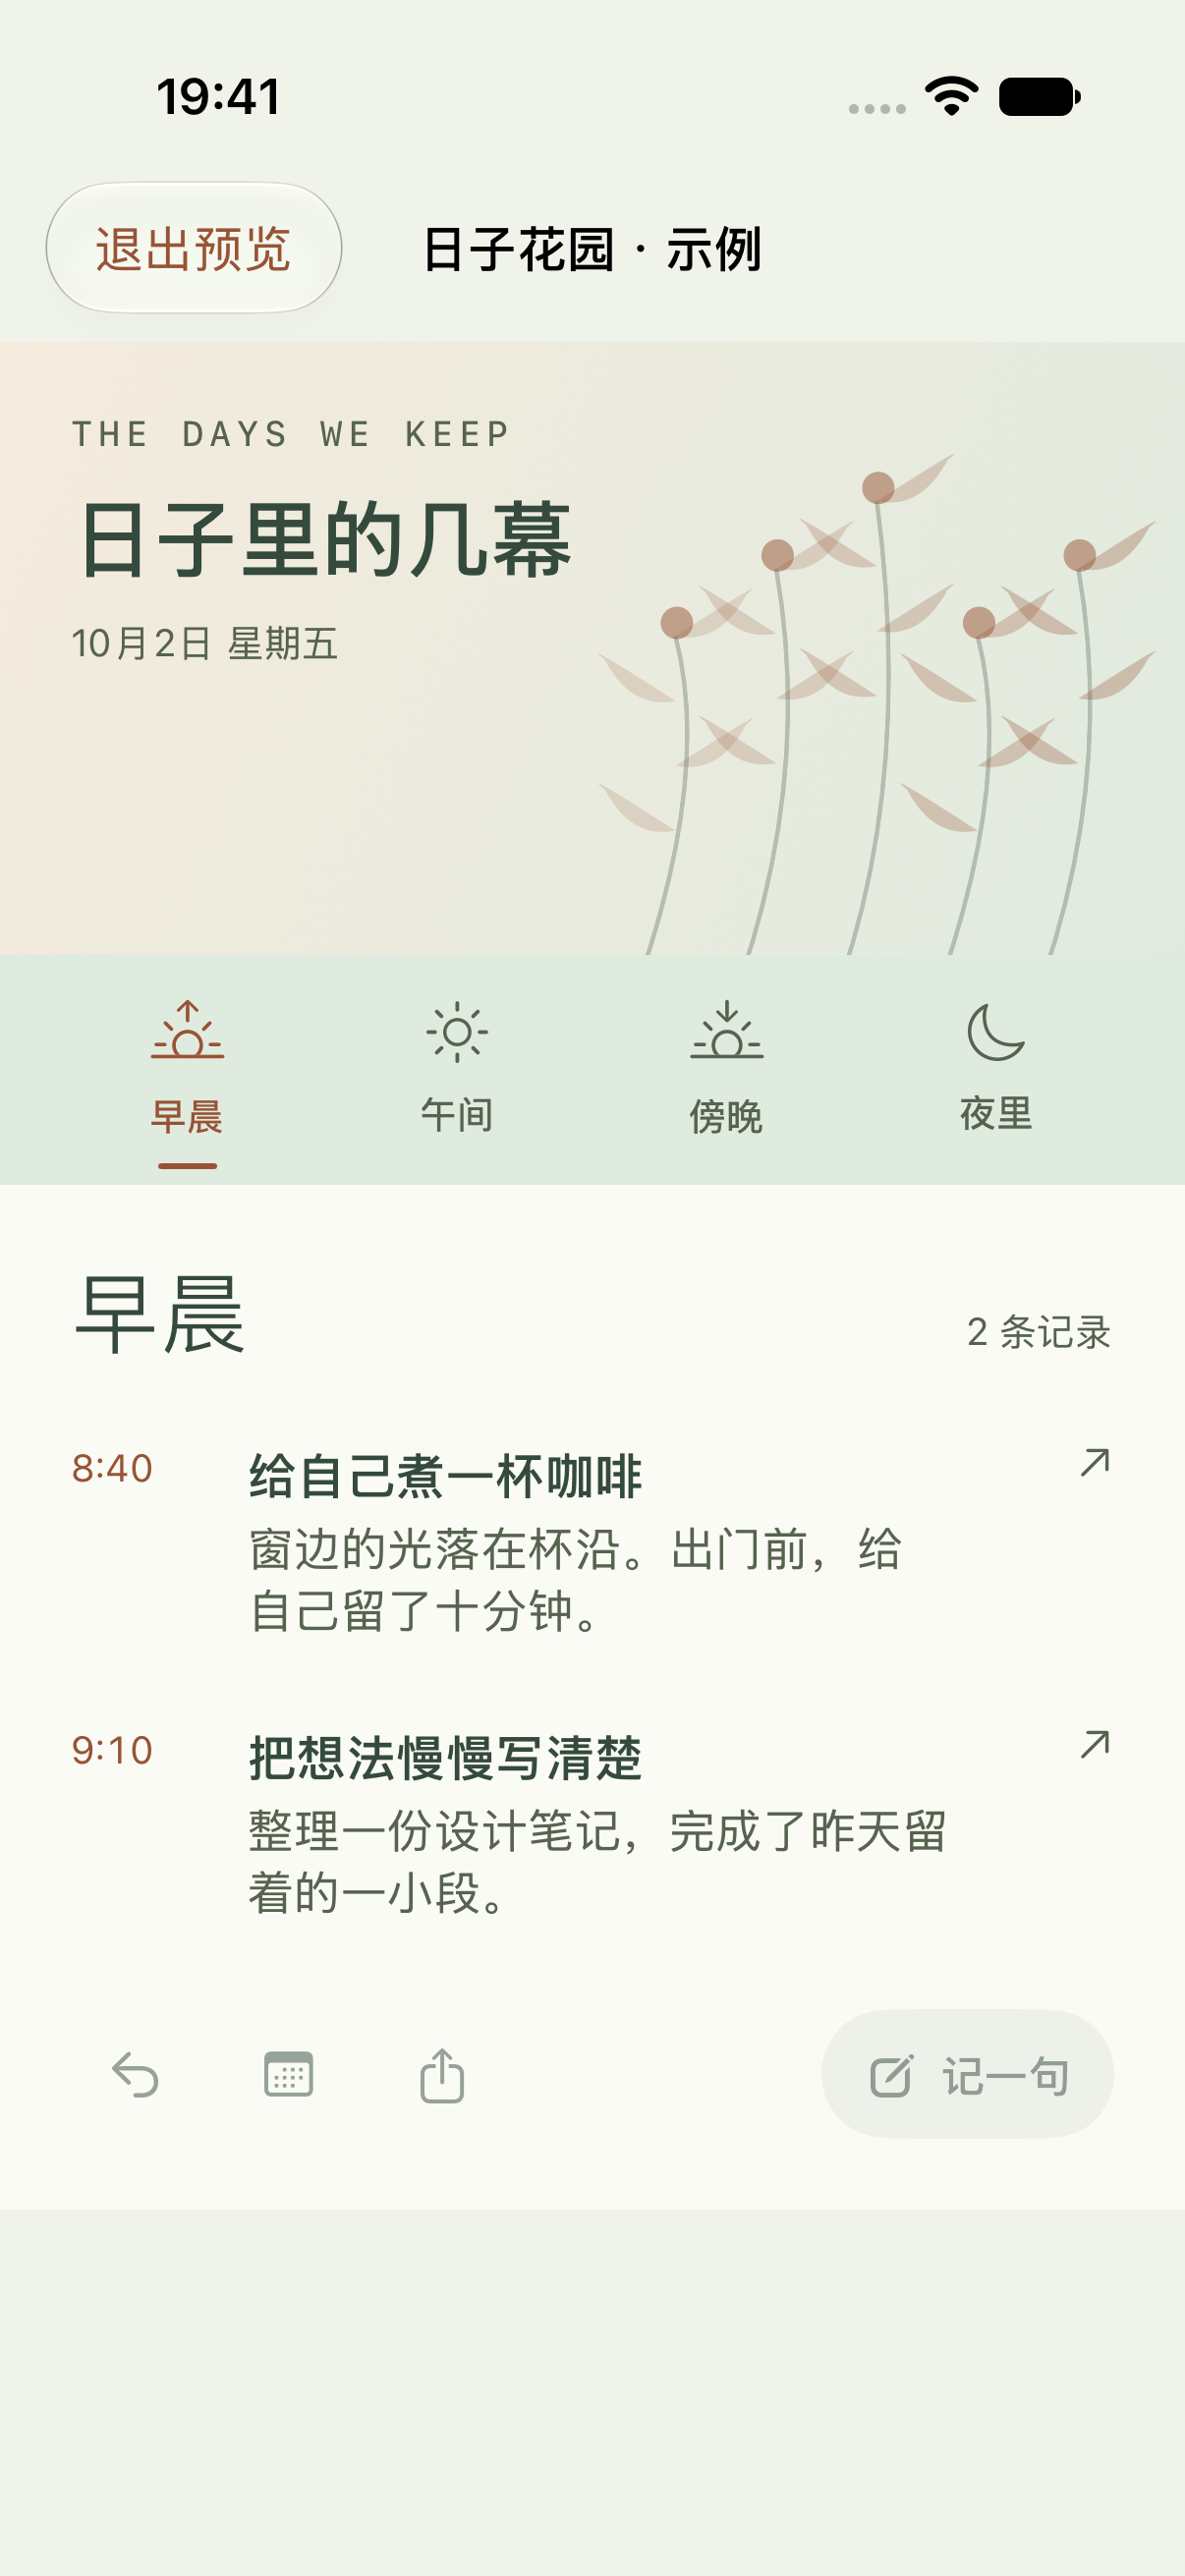 19:41
退出预览
日子花园 · 示例
THE DAYS WE KEEP
日子里的几幕
10月2日 星期五
早晨
午间
傍晚
夜里
早晨
2 条记录
8:40
给自己煮一杯咖啡
窗边的光落在杯沿。出门前，给
自己留了十分钟。
9:10
把想法慢慢写清楚
整理一份设计笔记，完成了昨天留
着的一小段。
记一句